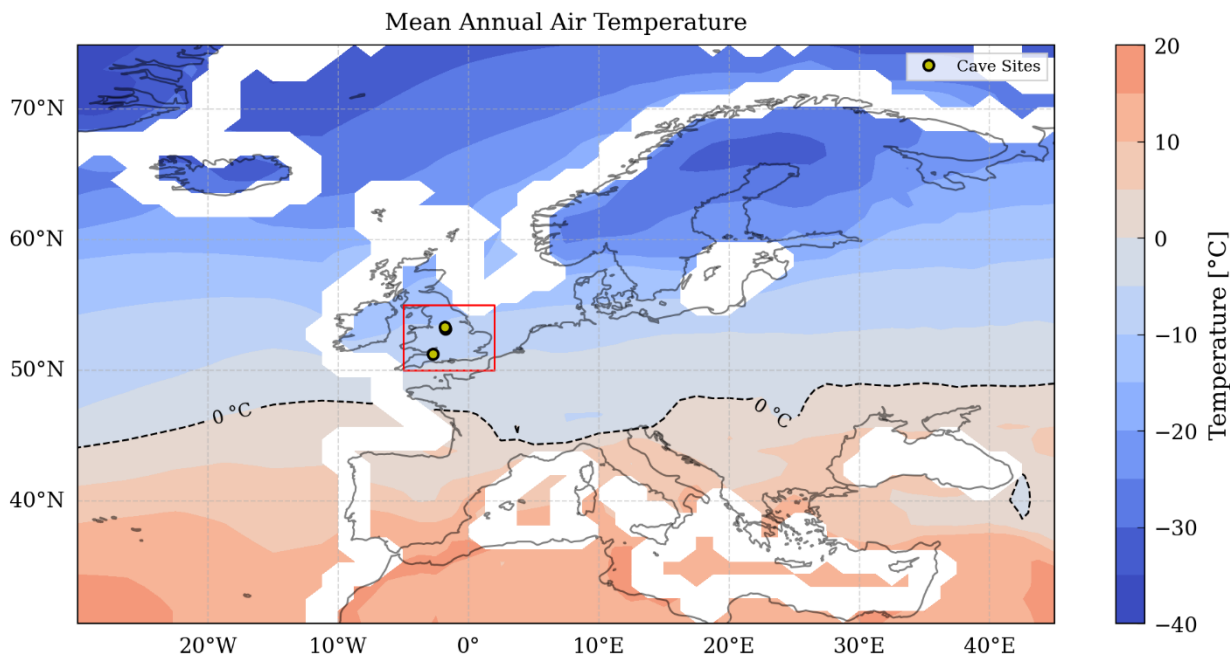 Mean Annual Air Temperature
Cave Sites
70°N
60°N
50°N
40°N
0 °C
0 °C
20°W
10°W
0°
10°E
20°E
30°E
40°E
20
10
0
−10
−20
−30
−40
Temperature [°C]